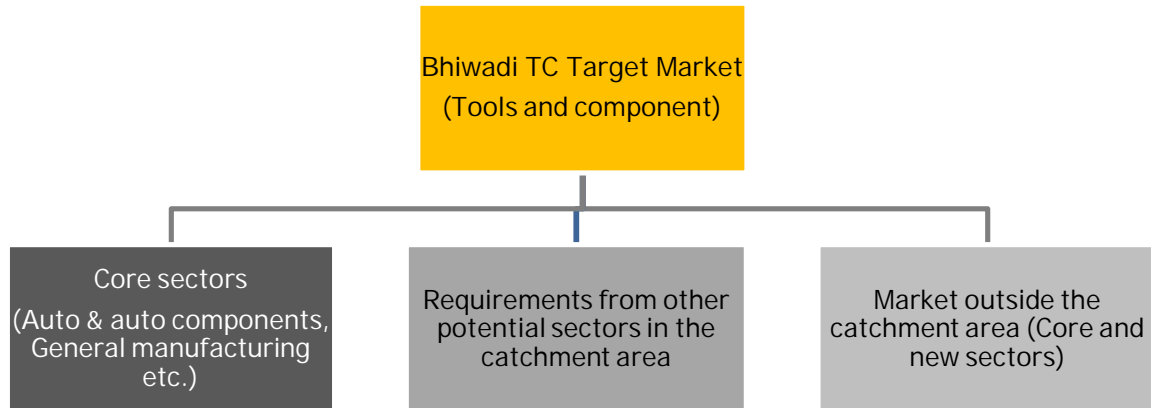 Bhiwadi TC Target Market
(Tools and component)
Core sectors
(Auto & auto components,
General manufacturing
etc.)
Requirements from other
potential sectors in the
catchment area
Market outside the
catchment area (Core and
new sectors)